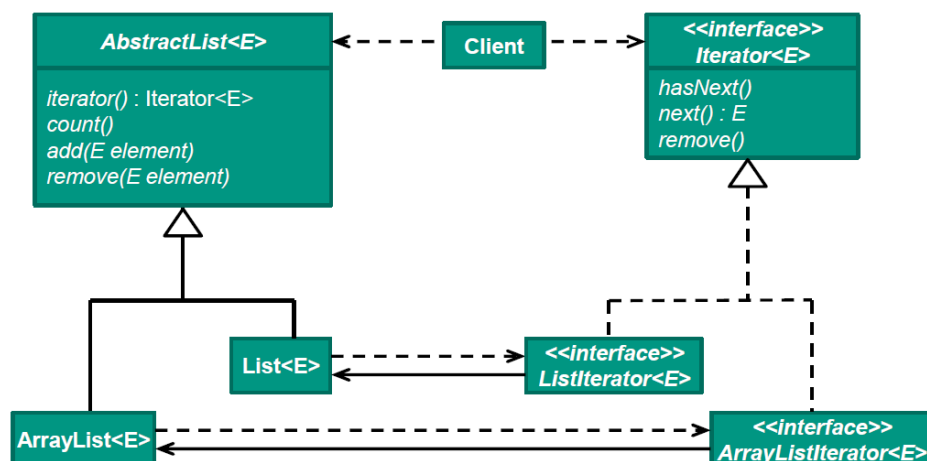 AbstractList<E>
iterator() : Iterator<E>
count()
add(E element)
remove(E element)
Client
<<interface>>
Iterator<E>
hasNext()
next() : E
remove()
List<E>
<<interface>>
ListIterator<E>
ArrayList<E>
<<interface>>
ArrayListIterator<E>